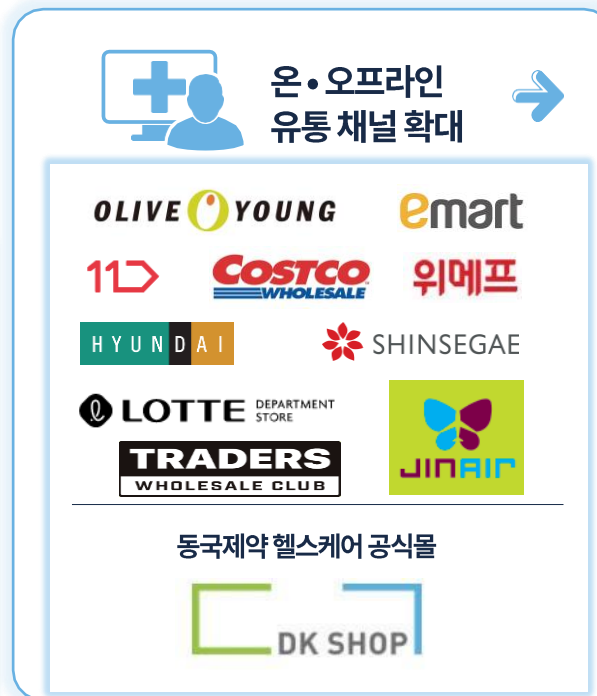 온•오프라인
유통 채널 확대
OLIVE YOUNG
emart
11
COSTCO
WHOLESALE
위메프
HYUNDAI
SHINSEGAE
LOTTE DEPARTMENT
STORE
TRADERS
WHOLESALE CLUB
JINAIR
동국제약 헬스케어 공식몰
DK SHOP